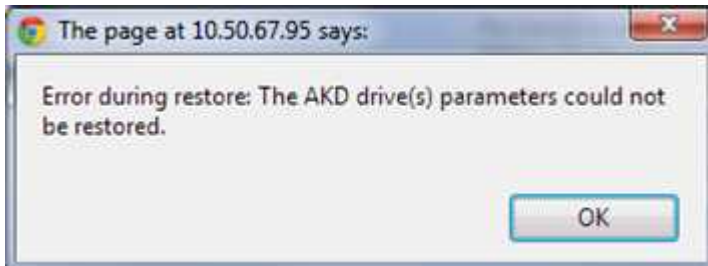 The page at 10.50.67.95 says:
Error during restore: The AKD drive(s) parameters could not
be restored.
OK